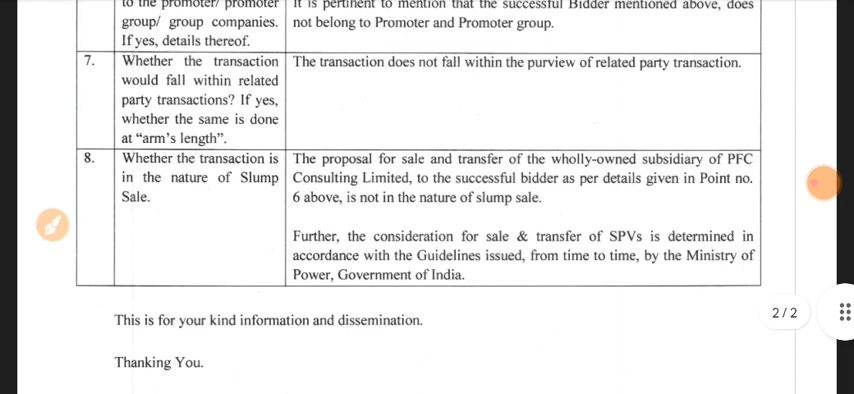 to the promoter/ promoter
group/ group companies.
If yes, details thereof.
It is pertinent to mention that the successful Bidder mentioned above, does
not belong to Promoter and Promoter group.
7.
Whether the transaction
would fall within related
party transactions? If yes,
whether the same is done
at “arm’s length”.
The transaction does not fall within the purview of related party transaction.
8.
Whether the transaction is
in the nature of Slump
Sale.
The proposal for sale and transfer of the wholly-owned subsidiary of PFC
Consulting Limited, to the successful bidder as per details given in Point no.
6 above, is not in the nature of slump sale.
Further, the consideration for sale & transfer of SPVs is determined in
accordance with the Guidelines issued, from time to time, by the Ministry of
Power, Government of India.
This is for your kind information and dissemination.
2 / 2
Thanking You.